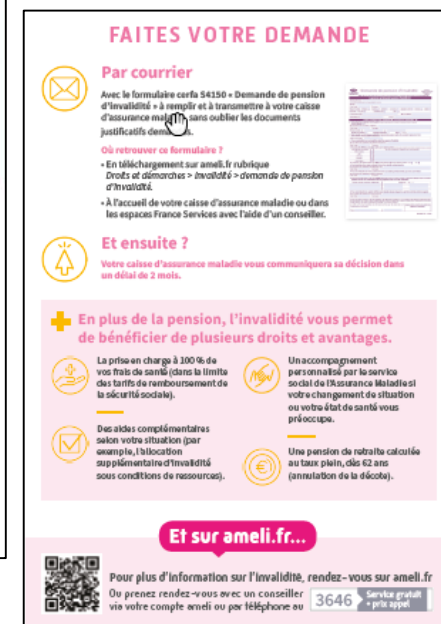 FAITES VOTRE DEMANDE
Par courrier
Avec le formulaire cerfa S4150 « Demande de pension
d'invalidité » à remplir et à transmettre à votre caisse
d'assurance maladie sans oublier les documents
justificatifs demandés.
Où retrouver ce formulaire ?
• En téléchargement sur ameli.fr rubrique
Droits et démarches > Invalidité > demande de pension
d'invalidité.
• À l'accueil de votre caisse d'assurance maladie ou dans
les espaces France Services avec l'aide d'un conseiller.
Et ensuite ?
Votre caisse d'assurance maladie vous communiquera sa décision dans
un délai de 2 mois.
En plus de la pension, l'invalidité vous permet
de bénéficier de plusieurs droits et avantages.
La prise en charge à 100 % de
vos frais de santé (dans la limite
des tarifs de remboursement de
la sécurité sociale).
Des aides complémentaires
selon votre situation (par
exemple, l'allocation
supplémentaire d'invalidité
sous conditions de ressources).
Un accompagnement
personnalisé par le service
social de l'Assurance Maladie si
votre changement de situation
ou votre état de santé vous
préoccupe.
Une pension de retraite calculée
au taux plein, dès 62 ans
(annulation de la décote).
Et sur ameli.fr...
Pour plus d'information sur l'invalidité, rendez-vous sur ameli.fr
Ou prenez rendez-vous avec un conseiller
via votre compte ameli ou par téléphone au
3646 Service gratuit
+ prix appel